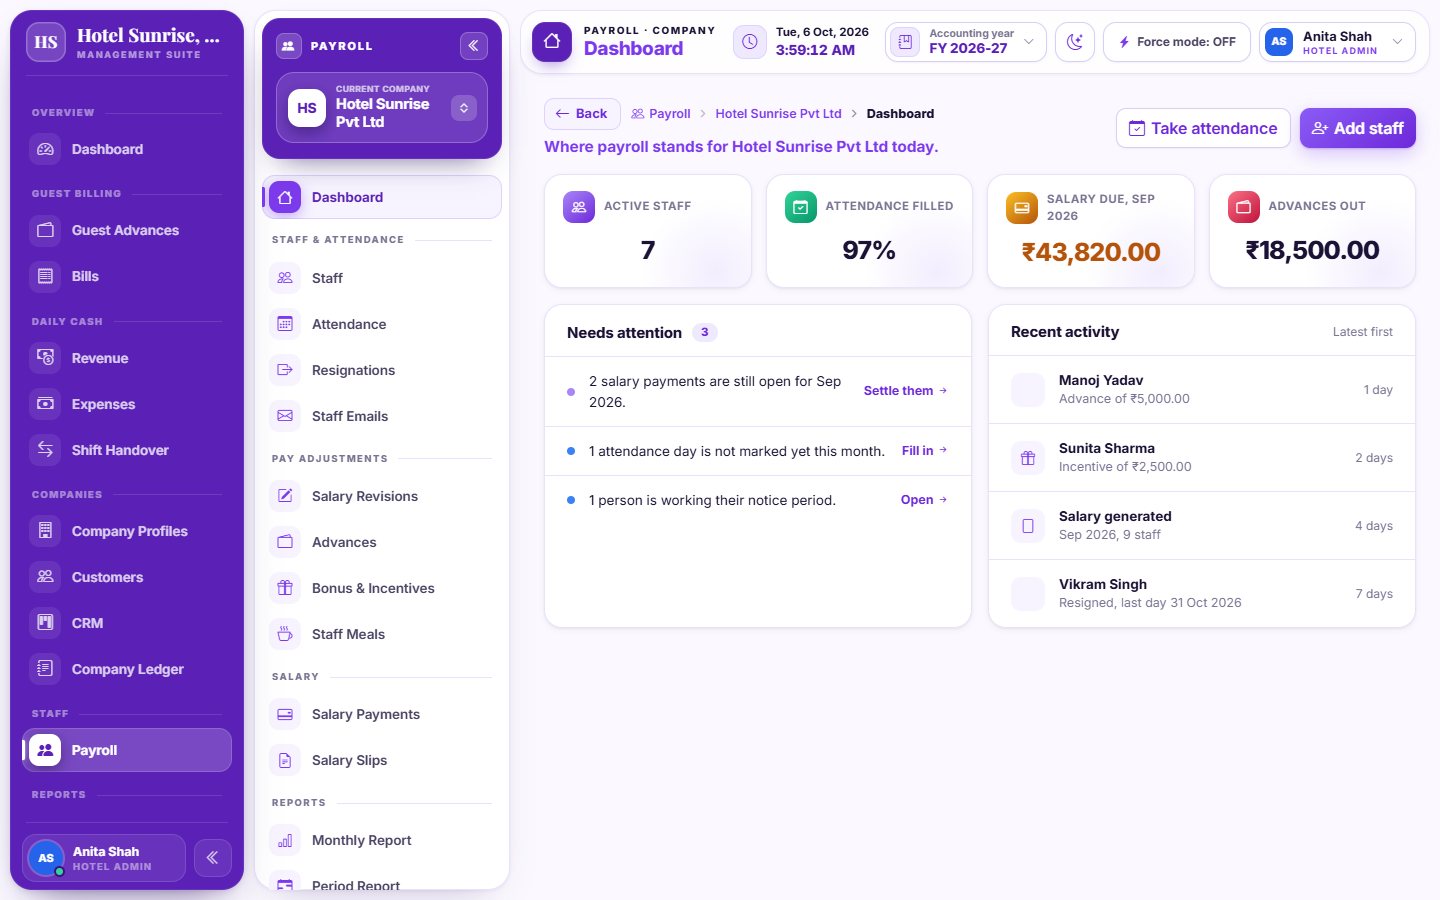 HS
Hotel Sunrise, ...
MANAGEMENT SUITE
OVERVIEW
Dashboard
GUEST BILLING
Guest Advances
Bills
DAILY CASH
Revenue
Expenses
Shift Handover
COMPANIES
Company Profiles
Customers
CRM
Company Ledger
STAFF
Payroll
REPORTS
AS
Anita Shah
HOTEL ADMIN
PAYROLL
HS
CURRENT COMPANY
Hotel Sunrise
Pvt Ltd
Dashboard
STAFF & ATTENDANCE
Staff
Attendance
Resignations
Staff Emails
PAY ADJUSTMENTS
Salary Revisions
Advances
Bonus & Incentives
Staff Meals
SALARY
Salary Payments
Salary Slips
REPORTS
Monthly Report
Period Report
PAYROLL · COMPANY
Dashboard
Tue, 6 Oct, 2026
3:59:12 AM
Accounting year
FY 2026-27
Force mode: OFF
AS
Anita Shah
HOTEL ADMIN
← Back
Payroll > Hotel Sunrise Pvt Ltd > Dashboard
Where payroll stands for Hotel Sunrise Pvt Ltd today.
Take attendance
Add staff
ACTIVE STAFF
7
ATTENDANCE FILLED
97%
SALARY DUE, SEP
2026
₹43,820.00
ADVANCES OUT
₹18,500.00
Needs attention 3
2 salary payments are still open for Sep
2026.
Settle them →
1 attendance day is not marked yet this month. Fill in →
1 person is working their notice period. Open →
Recent activity Latest first
Manoj Yadav
Advance of ₹5,000.00
1 day
Sunita Sharma
Incentive of ₹2,500.00
2 days
Salary generated
Sep 2026, 9 staff
4 days
Vikram Singh
Resigned, last day 31 Oct 2026
7 days